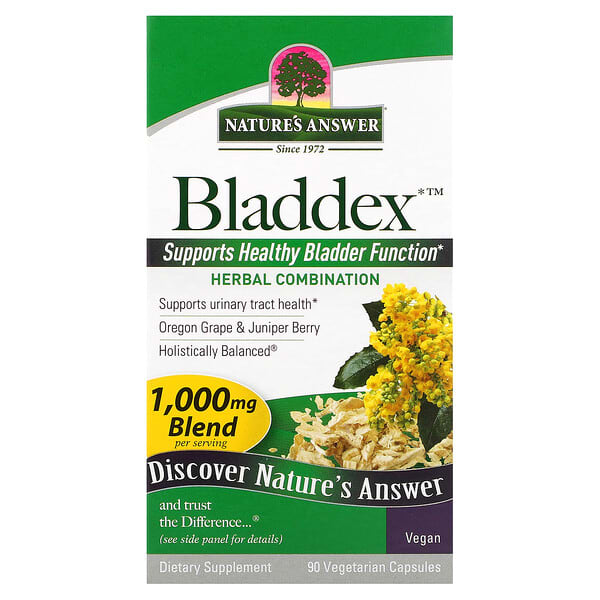 NATURE'S ANSWER®
Since 1972
Bladdex*™
Supports Healthy Bladder Function*
HERBAL COMBINATION
Supports urinary tract health*
Oregon Grape & Juniper Berry
Holistically Balanced®
1,000mg
Blend
per serving
Discover Nature's Answer
and trust
the Difference...®
(see side panel for details)
Vegan
Dietary Supplement
90 Vegetarian Capsules